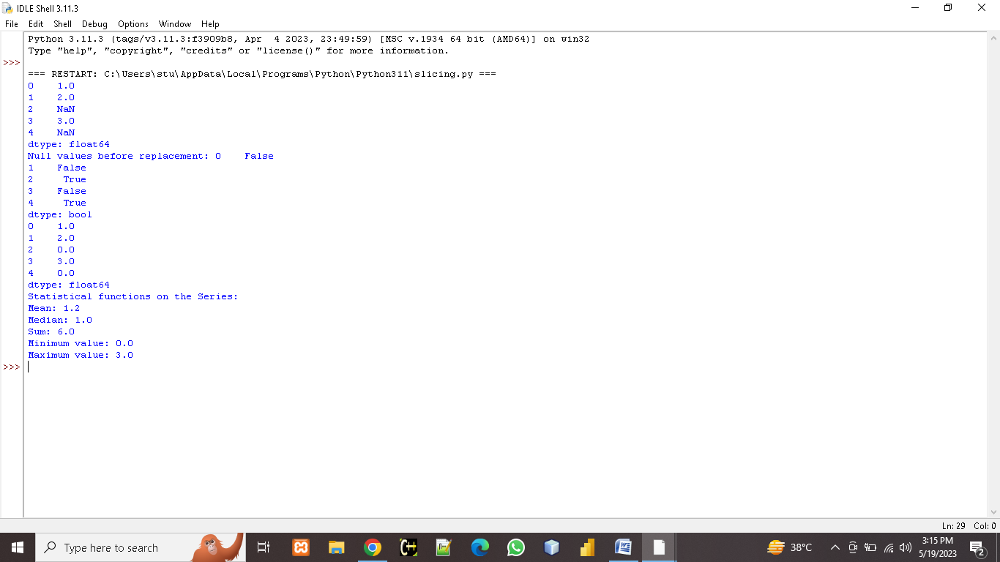 IDLE Shell 3.11.3
File Edit Shell Debug Options Window Help
Python 3.11.3 (tags/v3.11.3:f3909b8, Apr  4 2023, 23:49:59) [MSC v.1934 64 bit (AMD64)] on win32
Type "help", "copyright", "credits" or "license()" for more information.
>>>
=== RESTART: C:\Users\stu\AppData\Local\Programs\Python\Python311\slicing.py ===
0    1.0
1    2.0
2    NaN
3    3.0
4    NaN
dtype: float64
Null values before replacement: 0    False
1    False
2     True
3    False
4     True
dtype: bool
0    1.0
1    2.0
2    0.0
3    3.0
4    0.0
dtype: float64
Statistical functions on the Series:
Mean: 1.2
Median: 1.0
Sum: 6.0
Minimum value: 0.0
Maximum value: 3.0
>>>
Ln: 29 Col: 0
Type here to search
38°C
3:15 PM
5/19/2023
2